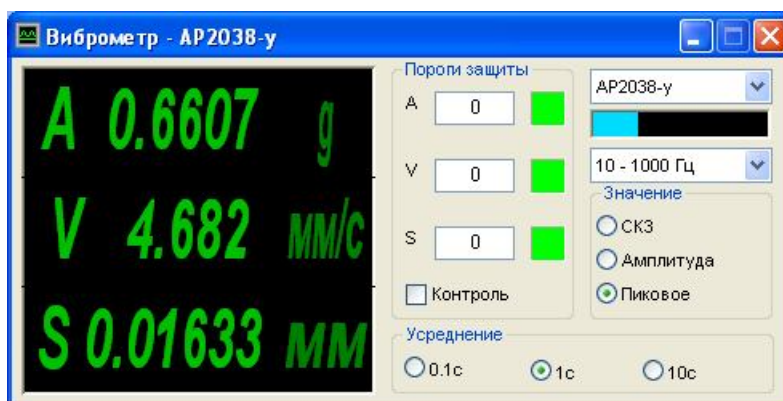 Виброметр - AP2038-y
A 0.6607 g
V 4.682 мм/с
S 0.01633 мм
Пороги защиты
A 0
V 0
S 0
Контроль
AP2038-y
10 - 1000 Гц
Значение
СКЗ
Амплитуда
Пиковое
Усреднение
0.1с 1с 10с